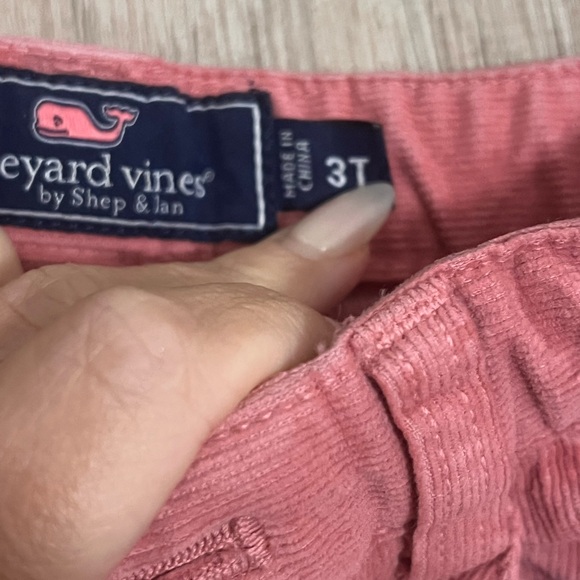 eyard vines®
by Shep & Ian
MADE IN
CHINA
3T